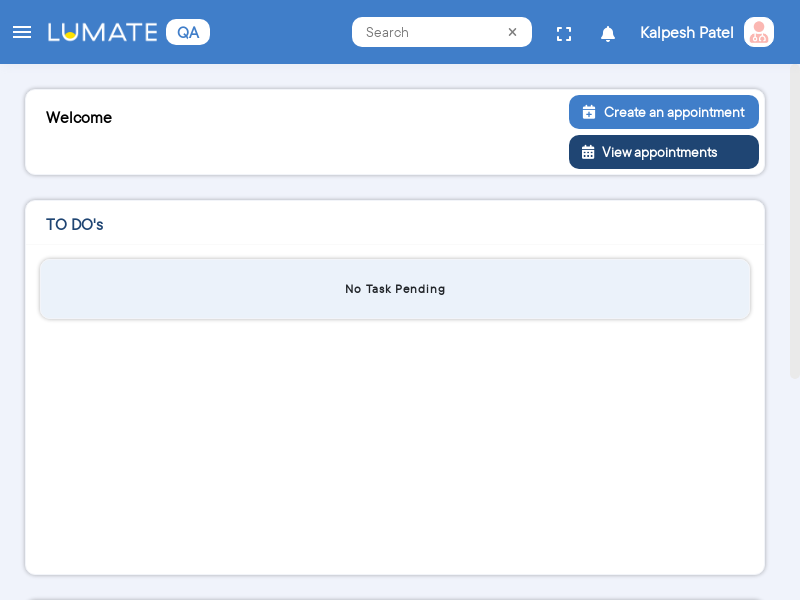 LUMATE QA
Search
Kalpesh Patel
Welcome
Create an appointment
View appointments
TO DO's
No Task Pending